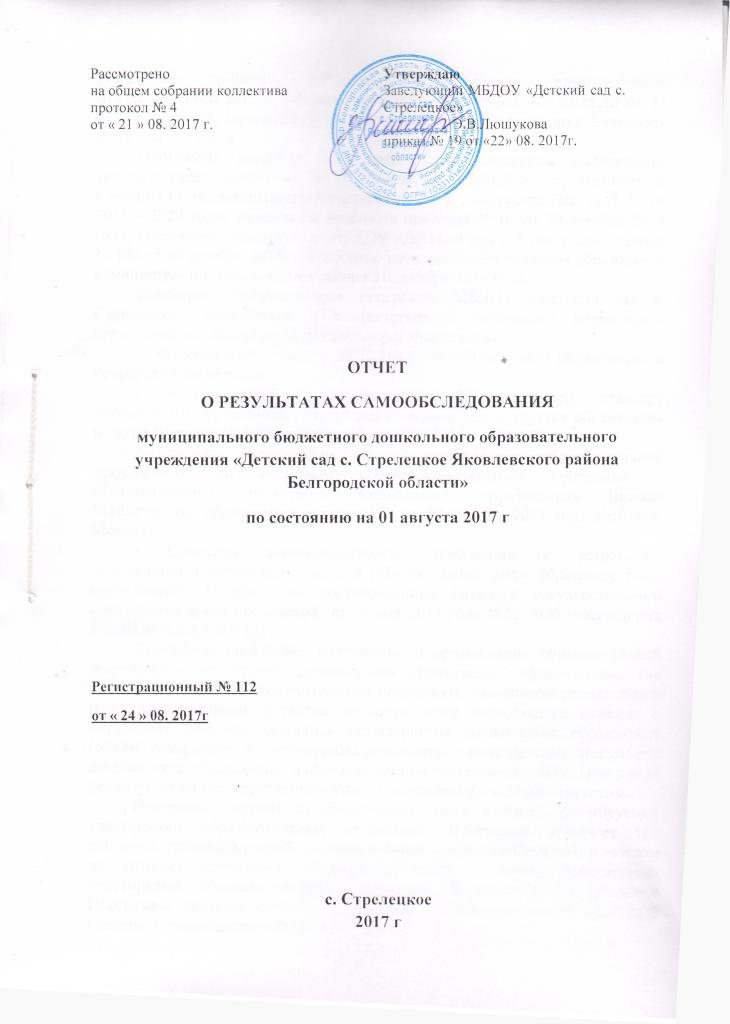 Рассмотрено
на общем собрании коллектива
протокол № 4
от « 21 » 08. 2017 г.
Утверждаю
Заведующий МБДОУ «Детский сад с.
Стрелецкое»
Э.В.Люшукова
приказ № 19 от «22» 08. 2017г.
ОТЧЕТ
О РЕЗУЛЬТАТАХ САМООБСЛЕДОВАНИЯ
муниципального бюджетного дошкольного образовательного
учреждения «Детский сад с. Стрелецкое Яковлевского района
Белгородской области»
по состоянию на 01 августа 2017 г
Регистрационный № 112
от « 24 » 08. 2017г
с. Стрелецкое
2017 г